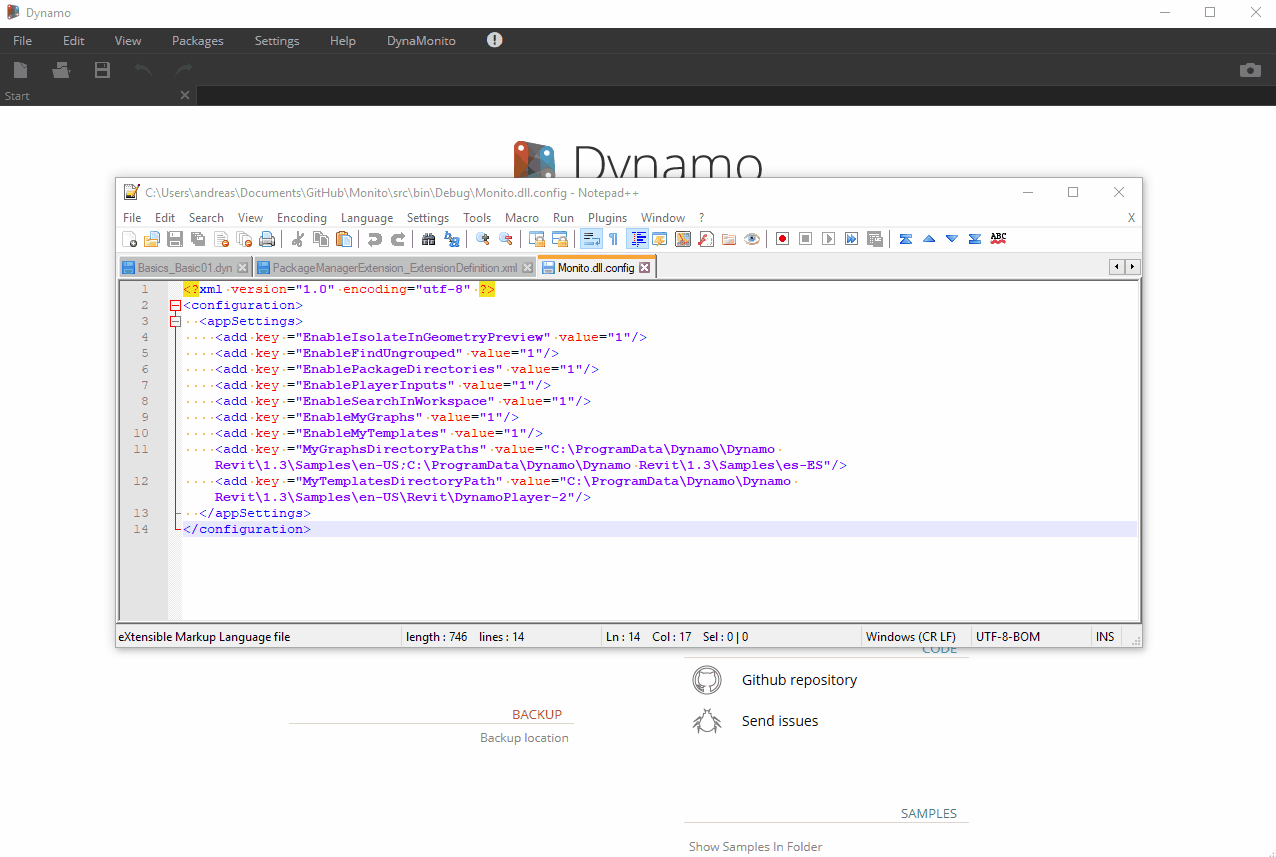 Dynamo
File Edit View Packages Settings Help DynaMonito
Start
Dynamo
C:\Users\andreas\Documents\GitHub\Monito\src\bin\Debug\Monito.dll.config - Notepad++
File Edit Search View Encoding Language Settings Tools Macro Run Plugins Window ? X
ABC
Basics_Basic01.dyn PackageManagerExtension_ExtensionDefinition.xml Monito.dll.config
1 <?xml version="1.0" encoding="utf-8" ?>
2 <configuration>
3 <appSettings>
4 <add key ="EnableIsolateInGeometryPreview" value="1"/>
5 <add key ="EnableFindUngrouped" value="1"/>
6 <add key ="EnablePackageDirectories" value="1"/>
7 <add key ="EnablePlayerInputs" value="1"/>
8 <add key ="EnableSearchInWorkspace" value="1"/>
9 <add key ="EnableMyGraphs" value="1"/>
10 <add key ="EnableMyTemplates" value="1"/>
11 <add key ="MyGraphsDirectoryPaths" value="C:\ProgramData\Dynamo\Dynamo
Revit\1.3\Samples\en-US;C:\ProgramData\Dynamo\Dynamo Revit\1.3\Samples\es-ES"/>
12 <add key ="MyTemplatesDirectoryPath" value="C:\ProgramData\Dynamo\Dynamo
Revit\1.3\Samples\en-US\Revit\DynamoPlayer-2"/>
13 </appSettings>
14 </configuration>
eXtensible Markup Language file length : 746 lines : 14 Ln : 14 Col : 17 Sel : 0 | 0 Windows (CR LF) UTF-8-BOM INS
CODE
Github repository
Send issues
BACKUP
Backup location
SAMPLES
Show Samples In Folder